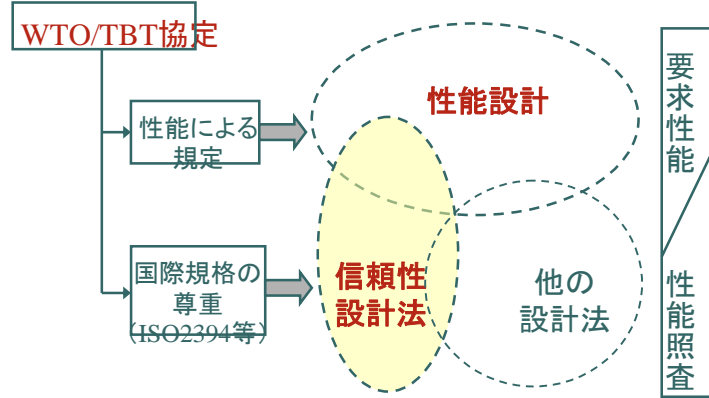 WTO/TBT協定
性能による
規定
国際規格の
尊重
（ISO2394等）
性能設計
信頼性
設計法
他の
設計法
要求性能
性能照査